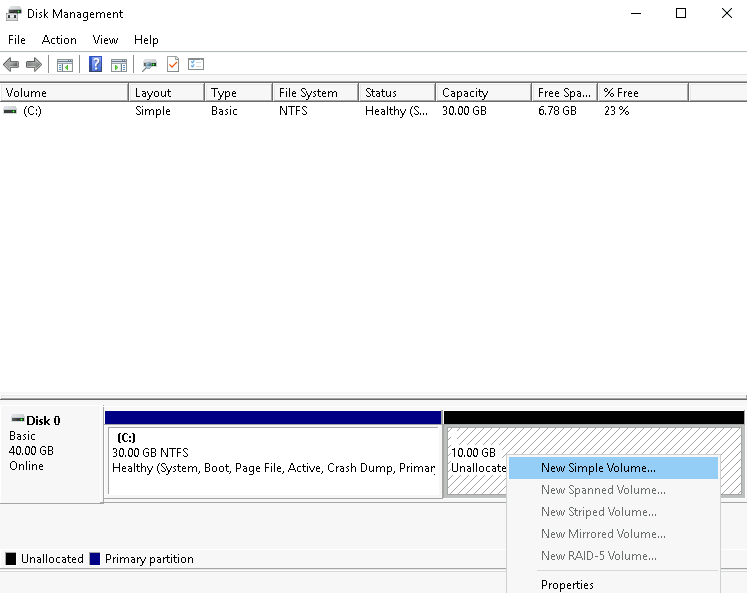 Disk Management
File Action View Help
Volume Layout Type File System Status Capacity Free Spa... % Free
(C:) Simple Basic NTFS Healthy (S... 30.00 GB 6.78 GB 23 %
Disk 0
Basic
40.00 GB
Online
(C:)
30.00 GB NTFS
Healthy (System, Boot, Page File, Active, Crash Dump, Primar
10.00 GB
Unallocate
New Simple Volume...
New Spanned Volume...
New Striped Volume...
New Mirrored Volume...
New RAID-5 Volume...
Properties
Unallocated Primary partition